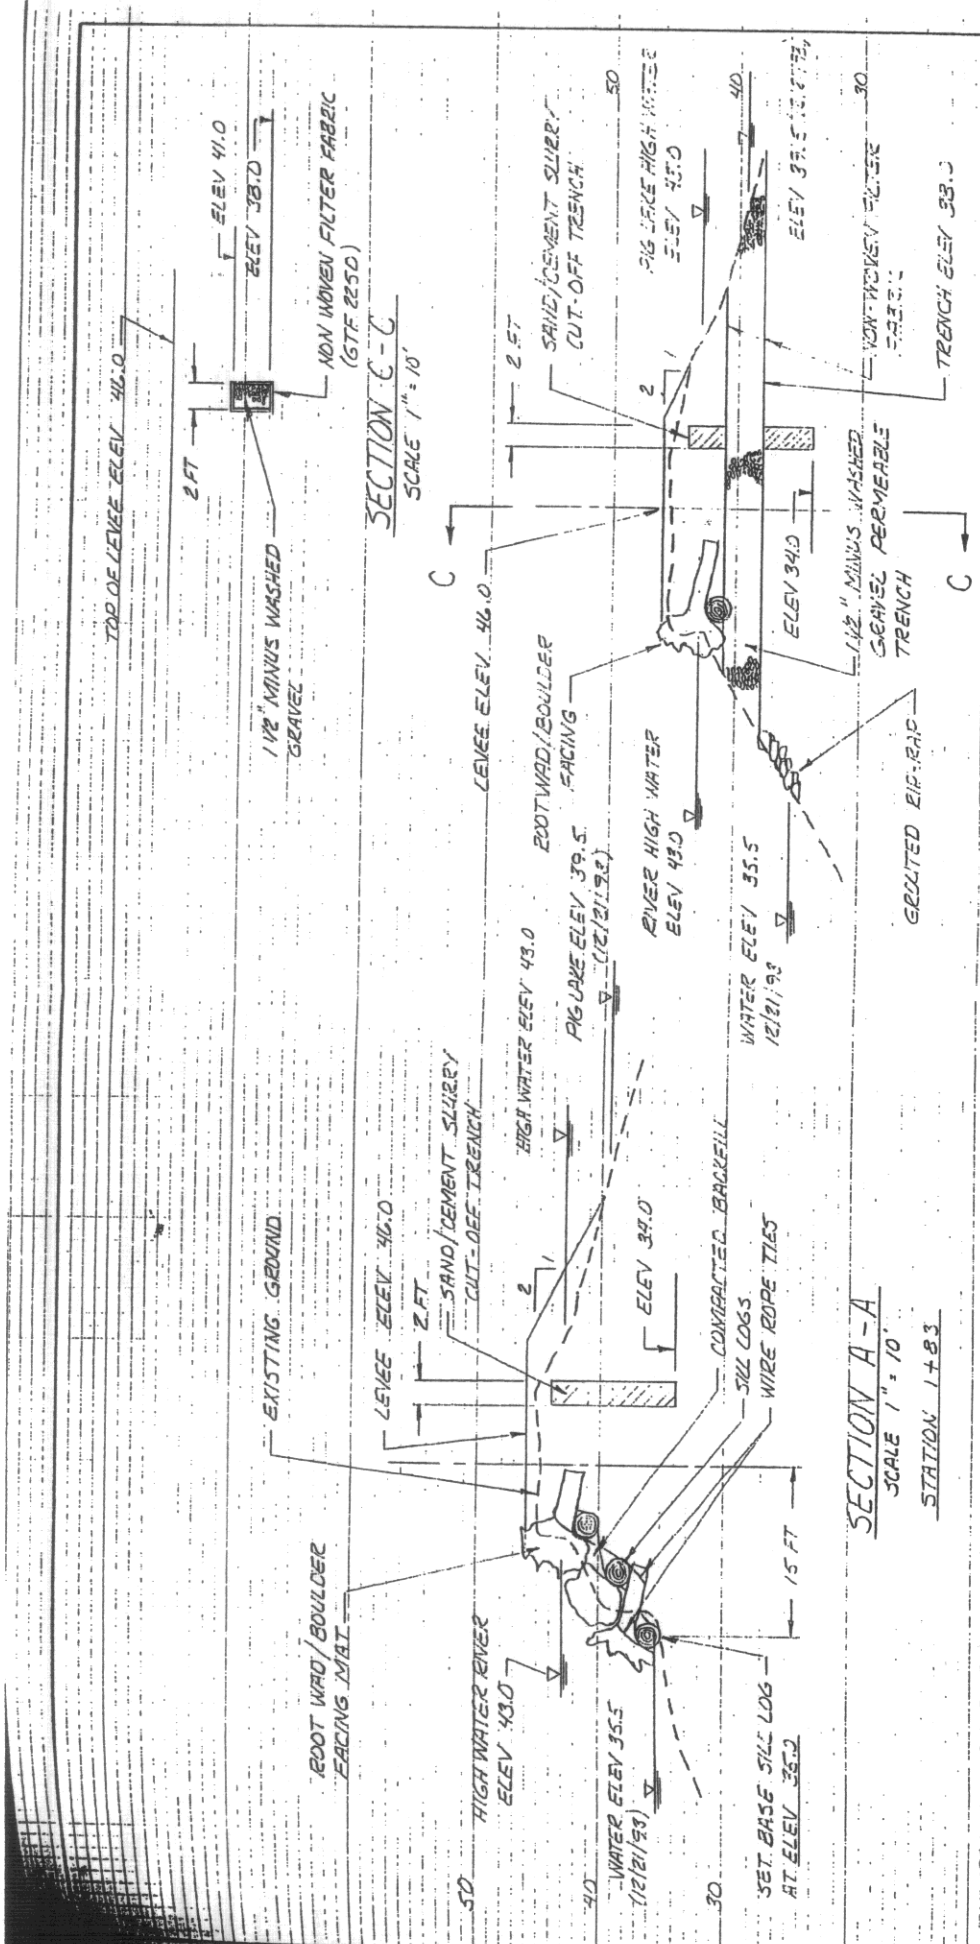 TOP OF LEVEE ELEV 46.0
2 FT
ELEV 41.0
ELEV 38.0
1 1/2" MINUS WASHED
GRAVEL
NON WOVEN FILTER FABRIC
(GTF 225D)
SECTION C-C
SCALE 1" = 10'
EXISTING GROUND
ROOT WAD/BOULDER
FACING MAT
LEVEE ELEV 46.0
2 FT
SAND/CEMENT SLURRY
CUT-OFF TRENCH
HIGH WATER RIVER
ELEV 43.0
HIGH WATER ELEV 43.0
PIG LAKE ELEV 39.5
(12/21/93)
2
1
50
40
30
WATER ELEV 35.5
(12/21/93)
ELEV 34.0
COMPACTED BACKFILL
SILL LOGS
WIRE ROPE TIES
15 FT
SET BASE SILL LOG
AT ELEV
SECTION A-A
SCALE 1" = 10'
STATION 1+83
LEVEE ELEV 46.0
C
2 FT
SAND/CEMENT SLURRY
CUT-OFF TRENCH
PIG LAKE HIGH WATER
ELEV
ROOTWAD/BOULDER
FACING
2
1
50
40
30
RIVER HIGH WATER
ELEV 43.0
WATER ELEV 35.5
12/21/93
ELEV 34.0
ELEV 39.5
1 1/2" MINUS WASHED
GRAVEL PERMEABLE
TRENCH
NON-WOVEN FILTER
FABRIC
TRENCH ELEV
GROUTED RIP-RAP
C